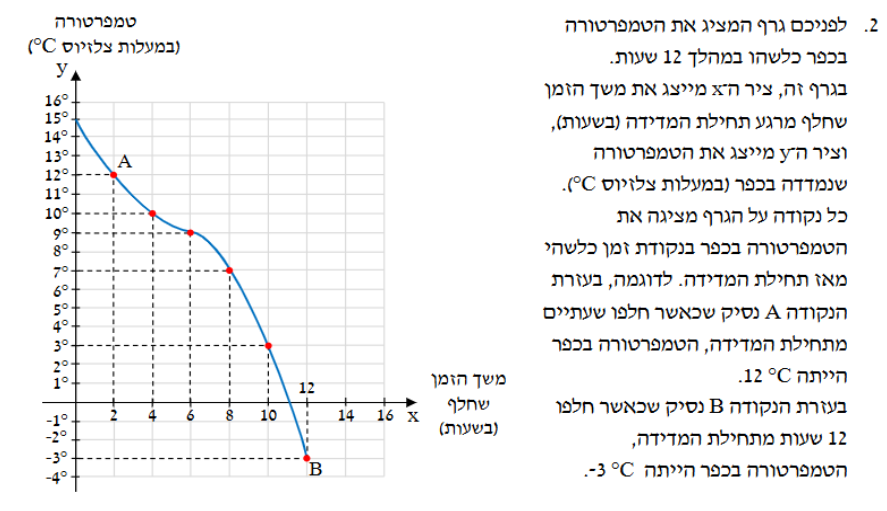 2. לפניכם גרף המציג את הטמפרטורה
בכפר כלשהו במהלך 12 שעות.
בגרף זה, ציר ה־x מייצג את משך הזמן
שחלף מרגע תחילת המדידה (בשעות),
וציר ה־y מייצג את הטמפרטורה
שנמדדה בכפר (במעלות צלזיוס °C).
כל נקודה על הגרף מציגה את
הטמפרטורה בכפר בנקודת זמן כלשהי
מאז תחילת המדידה. לדוגמה, בעזרת
הנקודה A נסיק שכאשר חלפו שעתיים
מתחילת המדידה, הטמפרטורה בכפר
הייתה 12 °C.
בעזרת הנקודה B נסיק שכאשר חלפו
12 שעות מתחילת המדידה,
הטמפרטורה בכפר הייתה -3 °C.
טמפרטורה
(במעלות צלזיוס °C)
y
16°
15°
14°
13°
A
12°
11°
10°
9°
8°
7°
6°
5°
4°
3°
2°
1°
12
2 4 6 8 10 14 16 x
-1°
-2°
-3°
B
-4°
משך הזמן
שחלף
(בשעות)